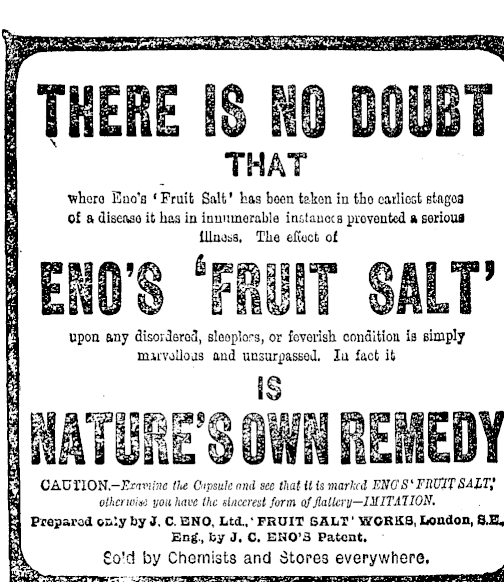 THERE IS NO DOUBT
THAT
where Eno's 'Fruit Salt' has been taken in the earliest stages
of a disease it has in innumerable instances prevented a serious
illness. The effect of
ENO'S 'FRUIT SALT'
upon any disordered, sleepless, or feverish condition is simply
marvellous and unsurpassed. In fact it
IS
NATURE'S OWN REMEDY
CAUTION.—Examine the Capsule and see that it is marked ENO'S 'FRUIT SALT,'
otherwise you have the sincerest form of flattery—IMITATION.
Prepared only by J. C. ENO, Ltd., 'FRUIT SALT' WORKS, London, S.E.,
Eng., by J. C. ENO'S Patent.
Sold by Chemists and Stores everywhere.